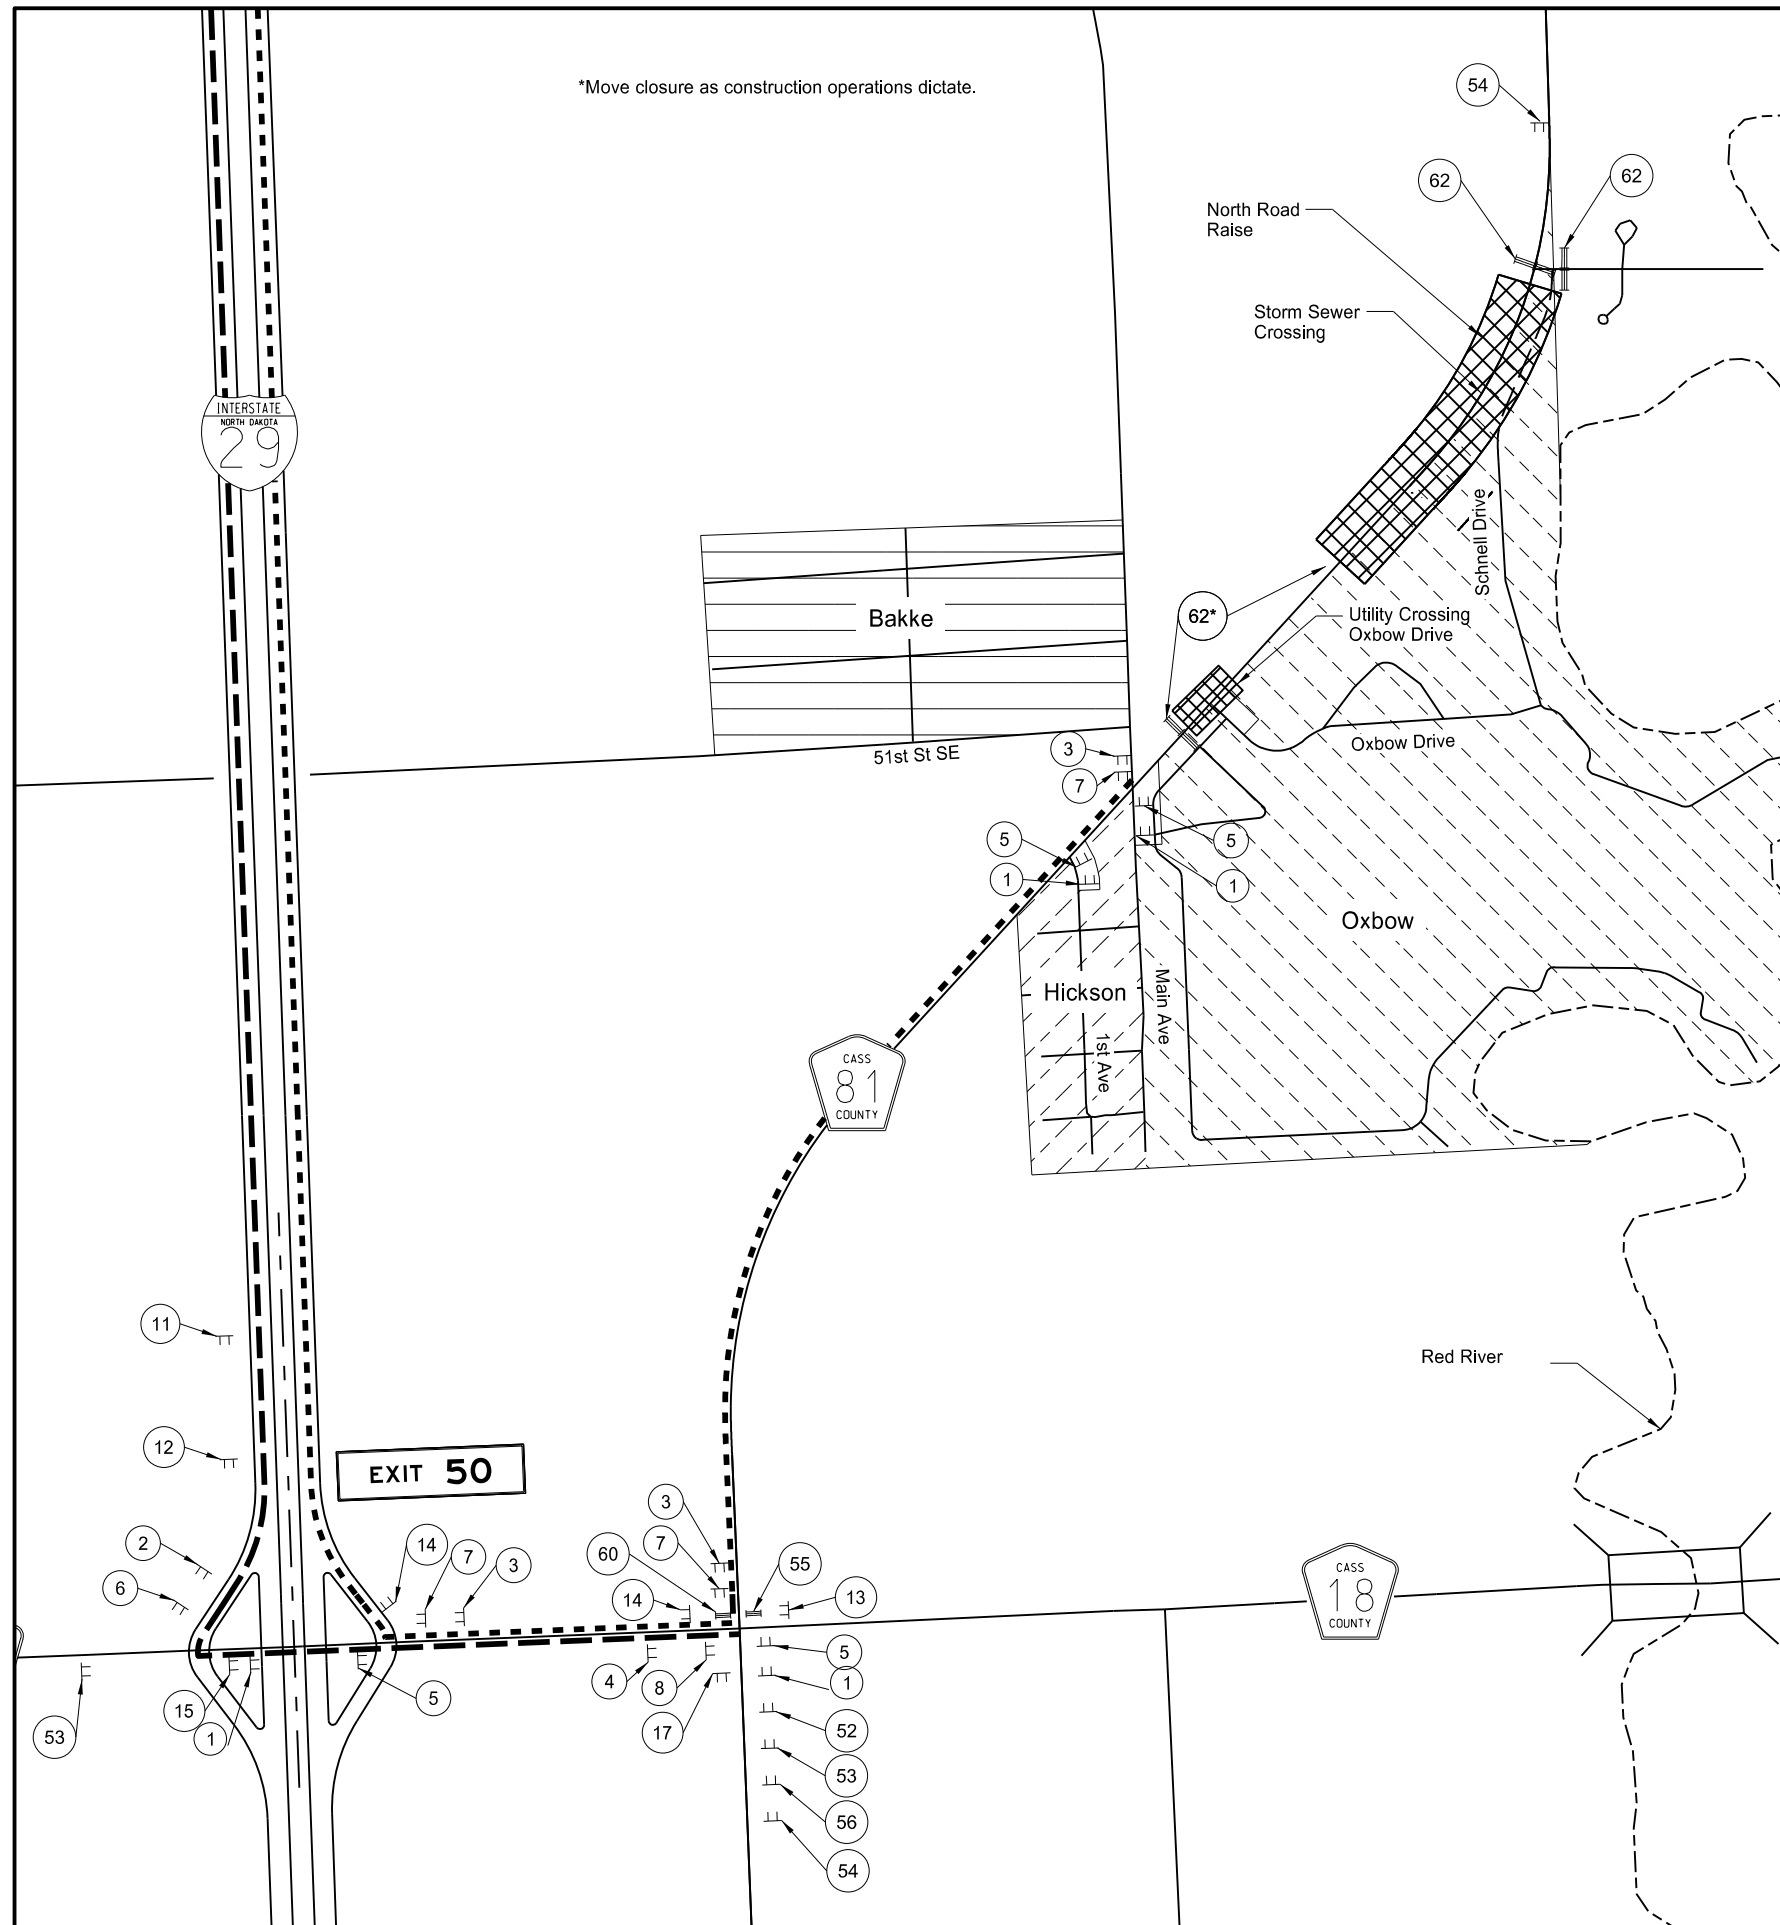 *Move closure as construction operations dictate.
54
62
62
North Road
Raise
Storm Sewer
Crossing
INTERSTATE
NORTH DAKOTA
29
Schnell Drive
Bakke
62*
Utility Crossing
Oxbow Drive
51st St SE
3
7
Oxbow Drive
5
5
1
1
Oxbow
Hickson
Main Ave
1st Ave
CASS
81
COUNTY
11
Red River
12
EXIT 50
2
6
14
7
3
3
7
60
55
14
13
CASS
18
COUNTY
5
4
8
1
53
15
1
5
17
52
53
56
54